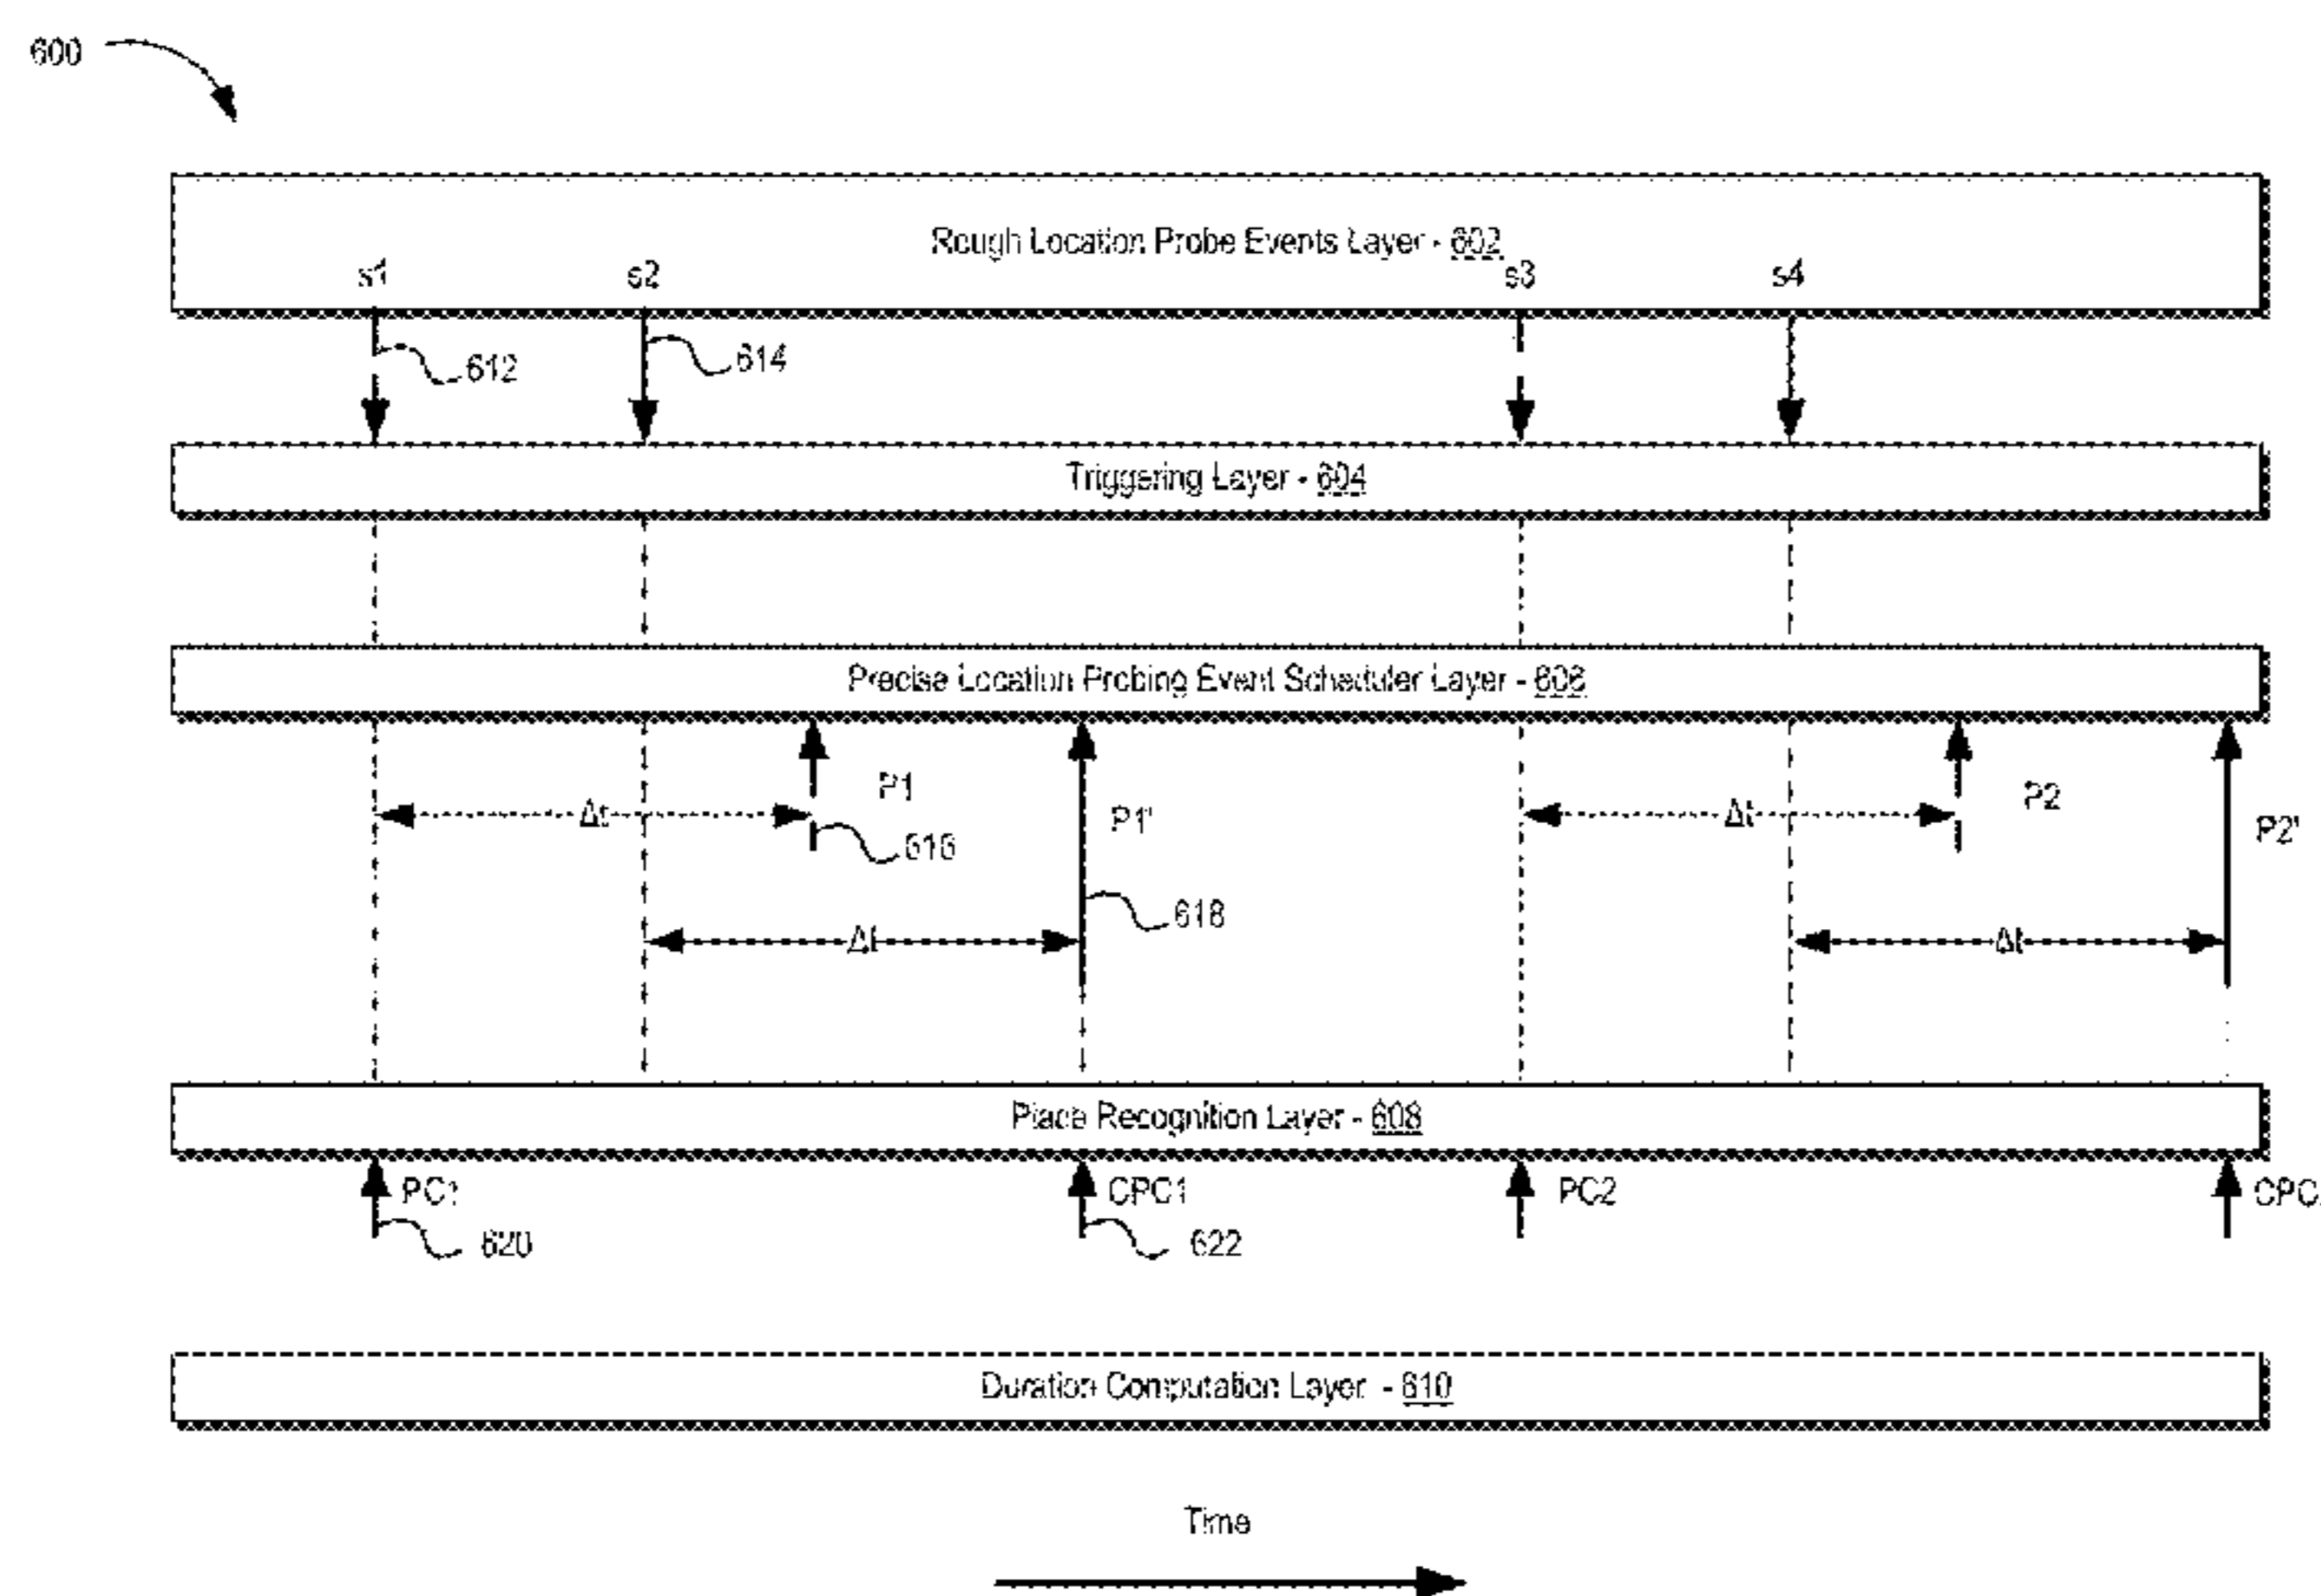 600
Rough Location Probe Events Layer - 602
s1
s2
s3
s4
612
614
Triggering Layer - 604
Precise Location Probing Event Scheduler Layer - 606
P1
P1'
P2
P2'
Δt
Δt
616
618
Δt
Δt
Place Recognition Layer - 608
PC1
CPC1
PC2
CPC
620
622
Duration Computation Layer - 610
Time